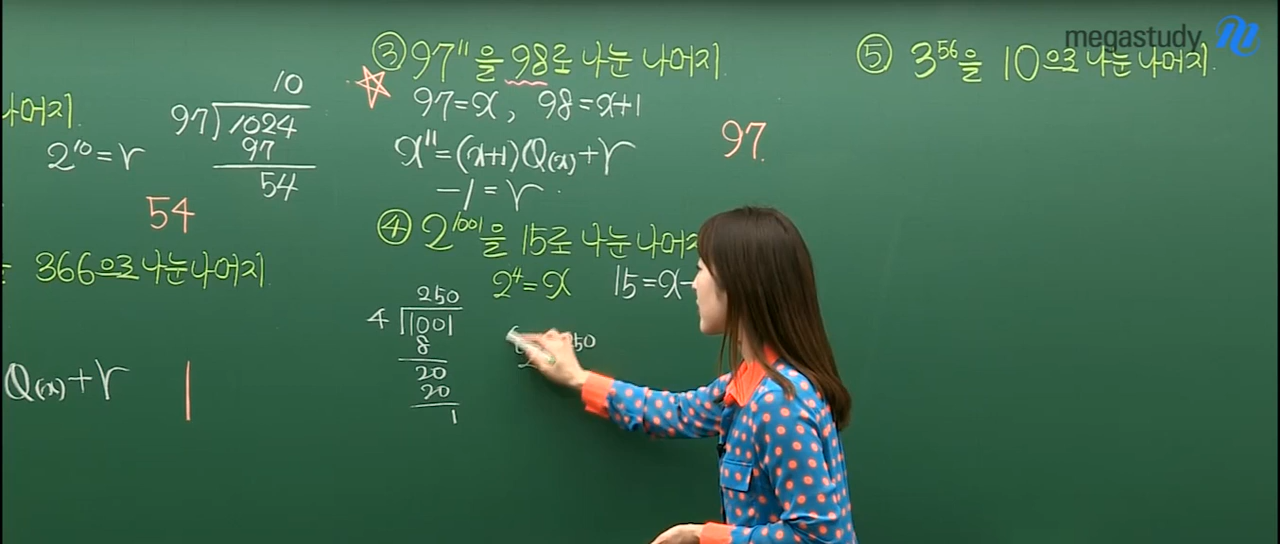 나머지.
2¹⁰=r
10
97
1024
97
54
54
366으로 나눈 나머지
Q(x)+r
1
③ 97¹¹을 98로 나눈 나머지.
97=x, 98=x+1
x¹¹=(x+1)Q(x)+r
-1=r
97.
④ 2¹⁰⁰¹을 15로 나눈 나머지
2⁴=x 15=x-
250
4
1001
8
20
20
1
250
2
megastudy
⑤ 3⁵⁶을 10으로 나눈 나머지.